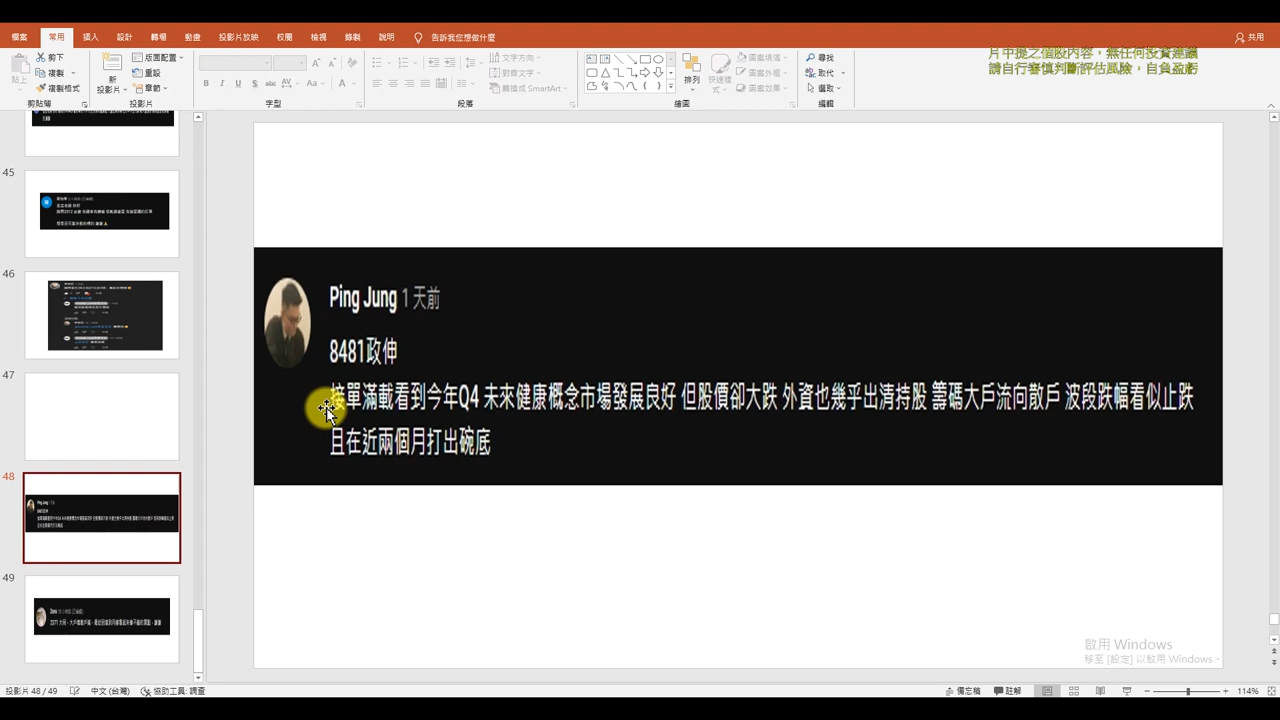 檔案 常用 插入 設計 轉場 動畫 投影片放映 校閱 檢視 錄製 說明 告訴我您想做什麼 共用
片中提之個股內容，無任何投資建議
請自行審慎判斷評估風險，自負盈虧
貼上 剪下 複製 複製格式 剪貼簿
新投影片 版面配置 重設 章節 投影片
B I U S abc AV Aa A 字型
文字方向 對齊文字 轉換成 SmartArt 段落
排列 快速樣式 圖案填滿 圖案外框 圖案效果 繪圖
尋找 取代 選取 編輯
45
46
47
48
49
Ping Jung 1 天前
8481政伸
接單滿載看到今年Q4 未來健康概念市場發展良好 但股價卻大跌 外資也幾乎出清持股 籌碼大戶流向散戶 波段跌幅看似止跌
且在近兩個月打出碗底
啟用 Windows
移至 [設定] 以啟用 Windows。
投影片 48 / 49 中文 (台灣) 協助工具: 調查 備忘稿 註解 114%